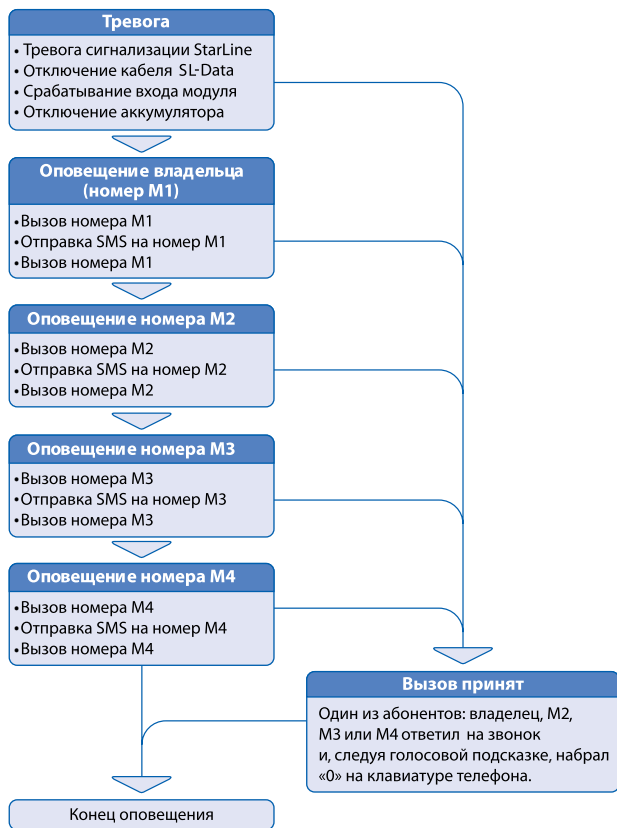 Тревога
• Тревога сигнализации StarLine
• Отключение кабеля SL-Data
• Срабатывание входа модуля
• Отключение аккумулятора
Оповещение владельца
(номер М1)
• Вызов номера М1
• Отправка SMS на номер М1
• Вызов номера М1
Оповещение номера М2
• Вызов номера М2
• Отправка SMS на номер М2
• Вызов номера М2
Оповещение номера М3
• Вызов номера М3
• Отправка SMS на номер М3
• Вызов номера М3
Оповещение номера М4
• Вызов номера М4
• Отправка SMS на номер М4
• Вызов номера М4
Вызов принят
Один из абонентов: владелец, М2,
М3 или М4 ответил на звонок
и, следуя голосовой подсказке, набрал
«0» на клавиатуре телефона.
Конец оповещения